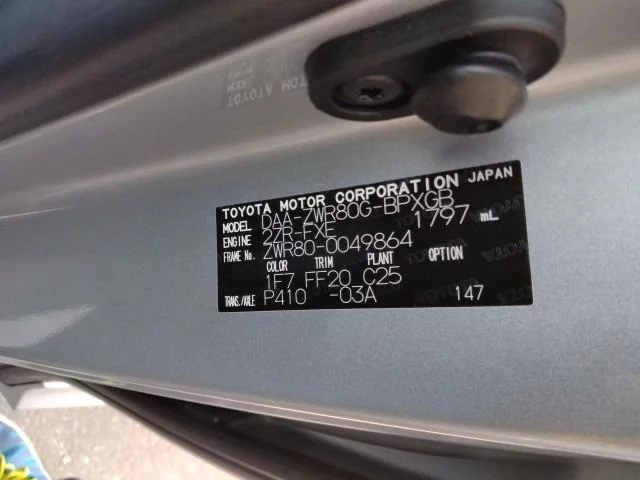 TOYOTA MOTOR CORPORATION JAPAN
MODEL DAA-ZWR80G-BPXGB
ENGINE 2ZR-FXE 1797 mL
FRAME No. ZWR80-0049864
COLOR TRIM PLANT OPTION
1F7 FF20 C25
TRANS./AXLE P410 -03A 147